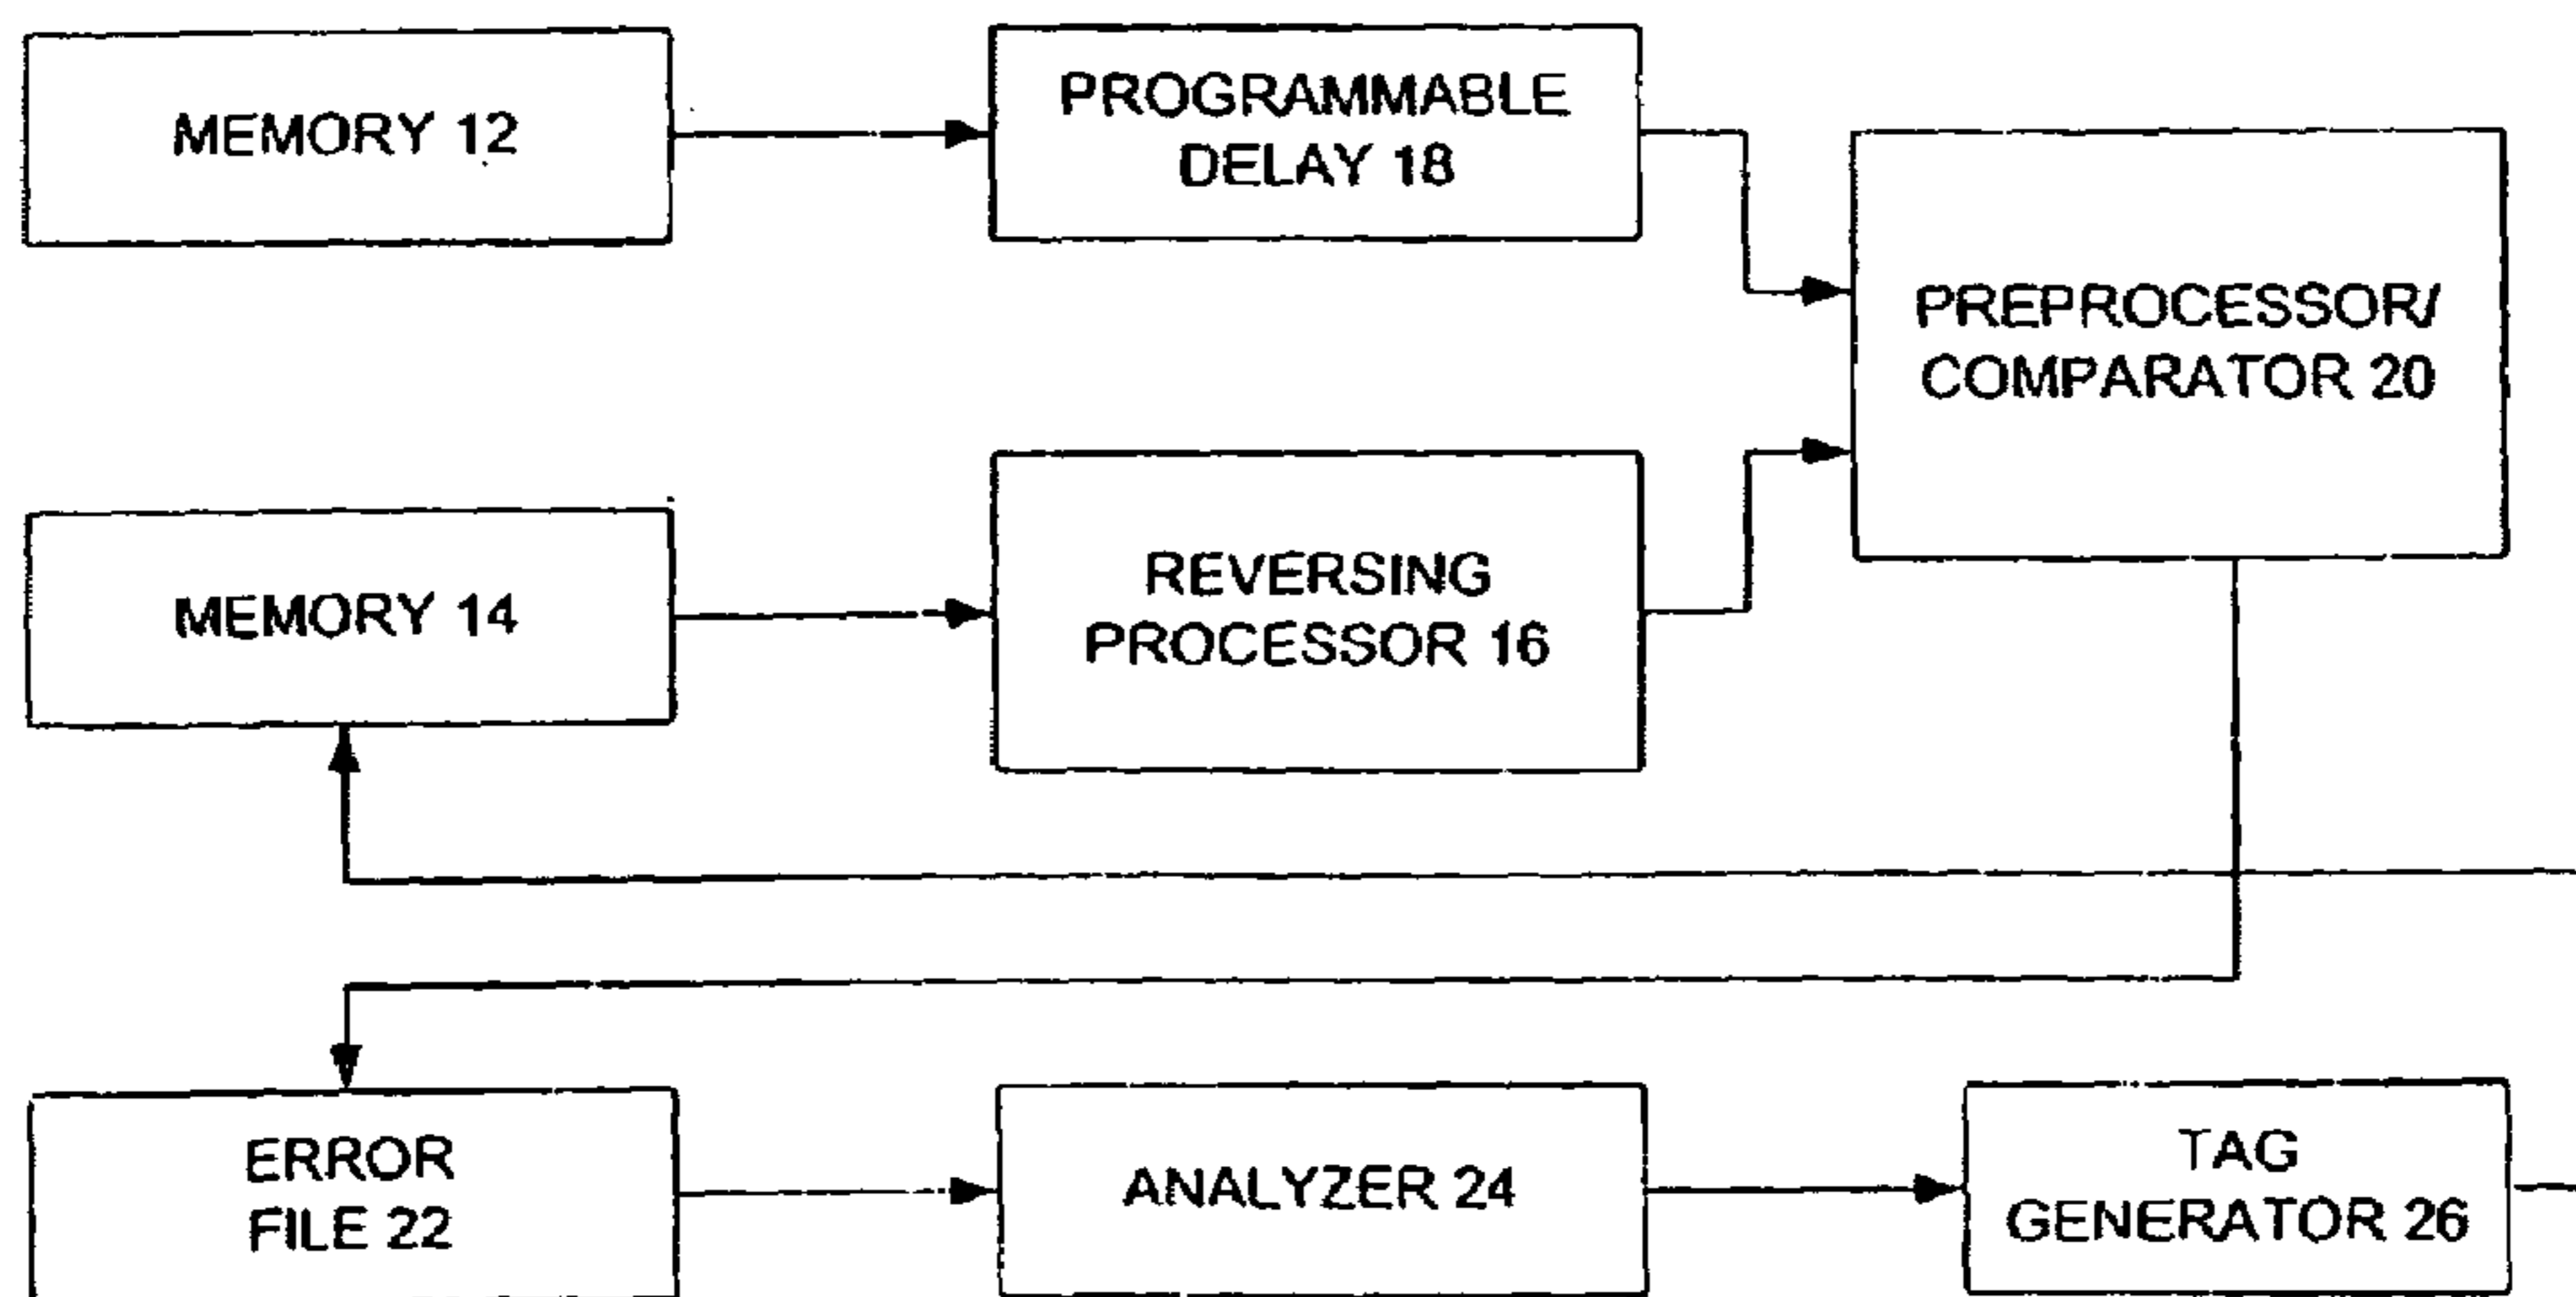 MEMORY 12
PROGRAMMABLE
DELAY 18
PREPROCESSOR/
COMPARATOR 20
MEMORY 14
REVERSING
PROCESSOR 16
ERROR
FILE 22
ANALYZER 24
TAG
GENERATOR 26